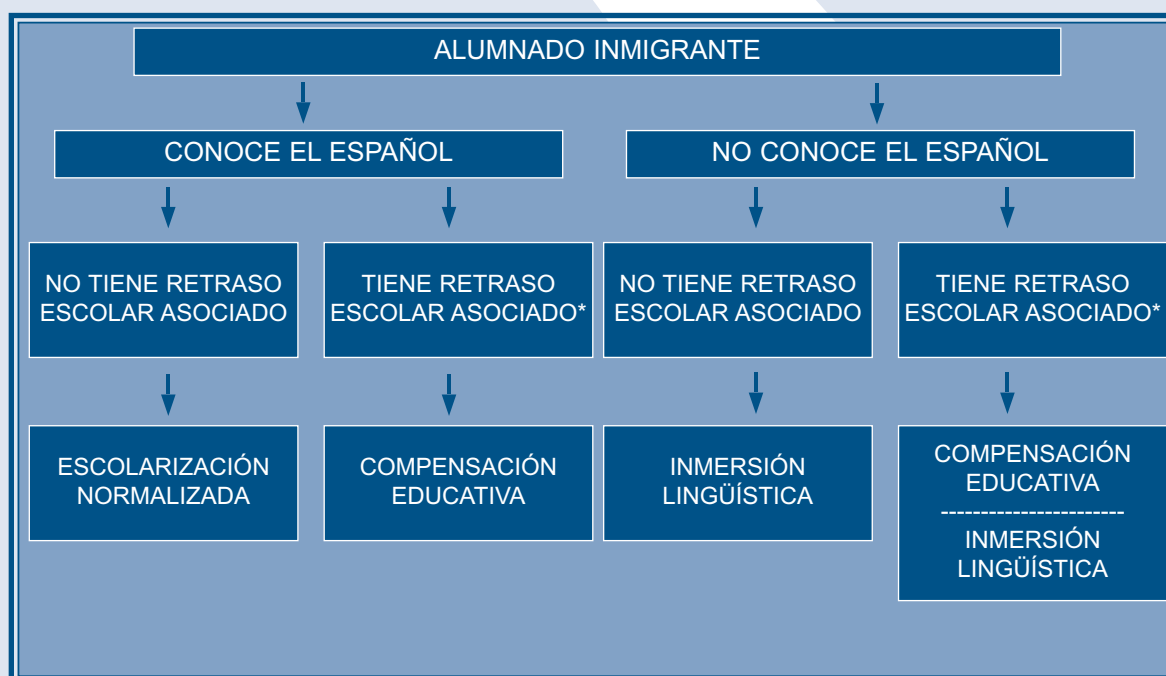 ALUMNADO INMIGRANTE
CONOCE EL ESPAÑOL
NO CONOCE EL ESPAÑOL
NO TIENE RETRASO
ESCOLAR ASOCIADO
TIENE RETRASO
ESCOLAR ASOCIADO*
NO TIENE RETRASO
ESCOLAR ASOCIADO
TIENE RETRASO
ESCOLAR ASOCIADO*
ESCOLARIZACIÓN
NORMALIZADA
COMPENSACIÓN
EDUCATIVA
INMERSIÓN
LINGÜÍSTICA
COMPENSACIÓN
EDUCATIVA
-----------------------
INMERSIÓN
LINGÜÍSTICA